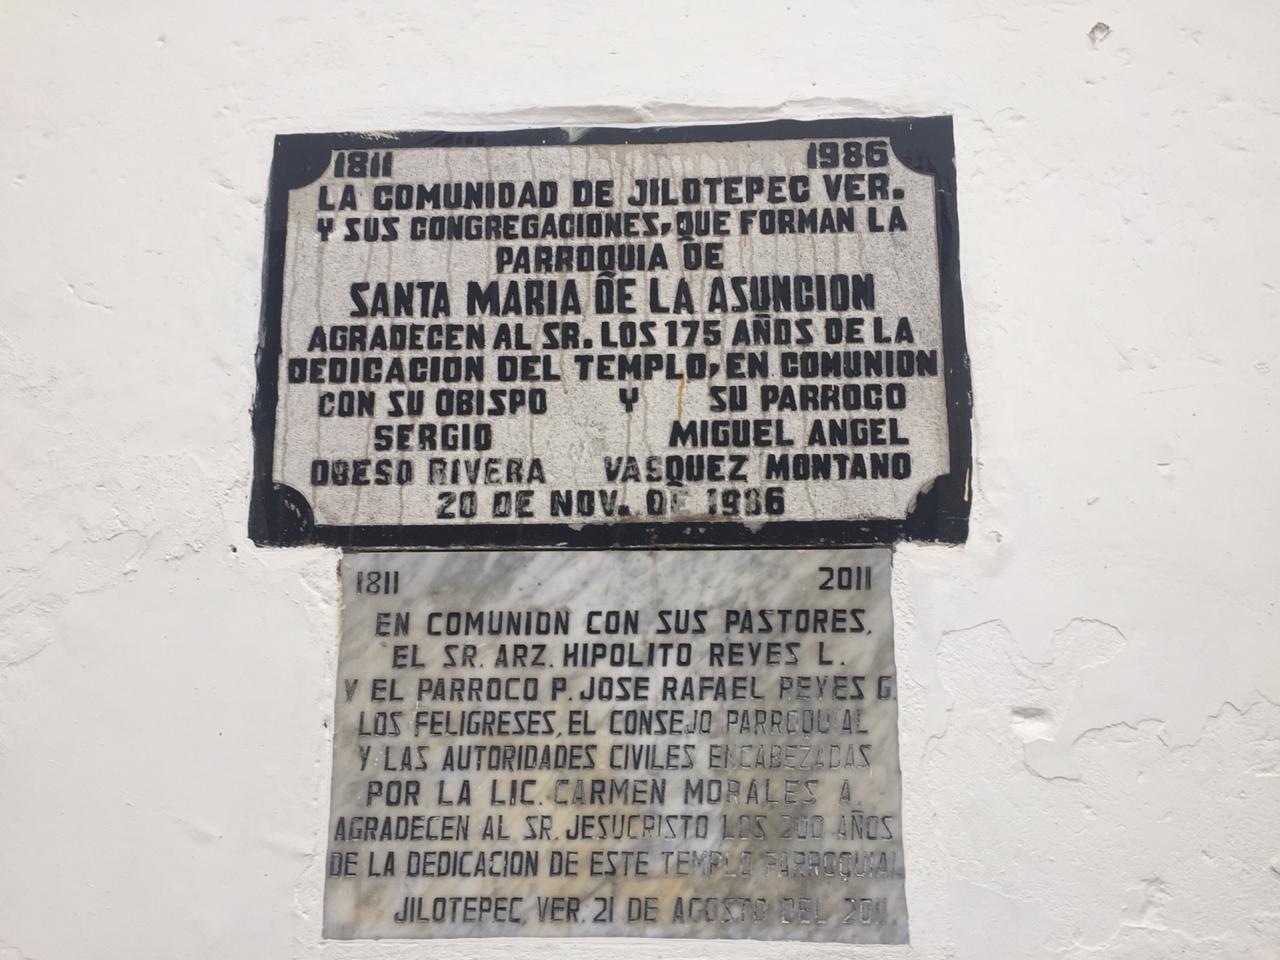 1811 1986
LA COMUNIDAD DE JILOTEPEC VER.
Y SUS CONGREGACIONES, QUE FORMAN LA
PARROQUIA DE
SANTA MARIA DE LA ASUNCION
AGRADECEN AL SR. LOS 175 AÑOS DE LA
DEDICACION DEL TEMPLO, EN COMUNION
CON SU OBISPO Y SU PARROCO
SERGIO MIGUEL ANGEL
OBESO RIVERA VASQUEZ MONTANO
20 DE NOV. DE 1986
1811 2011
EN COMUNION CON SUS PASTORES,
EL SR. ARZ. HIPOLITO REYES L.
Y EL PARROCO P. JOSE RAFAEL REYES G.
LOS FELIGRESES, EL CONSEJO PARROQUIAL
Y LAS AUTORIDADES CIVILES ENCABEZADAS
POR LA LIC. CARMEN MORALES A.
AGRADECEN AL SR. JESUCRISTO LOS 200 AÑOS
DE LA DEDICACION DE ESTE TEMPLO PARROQUIAL
JILOTEPEC, VER. 21 DE AGOSTO DEL 2011.